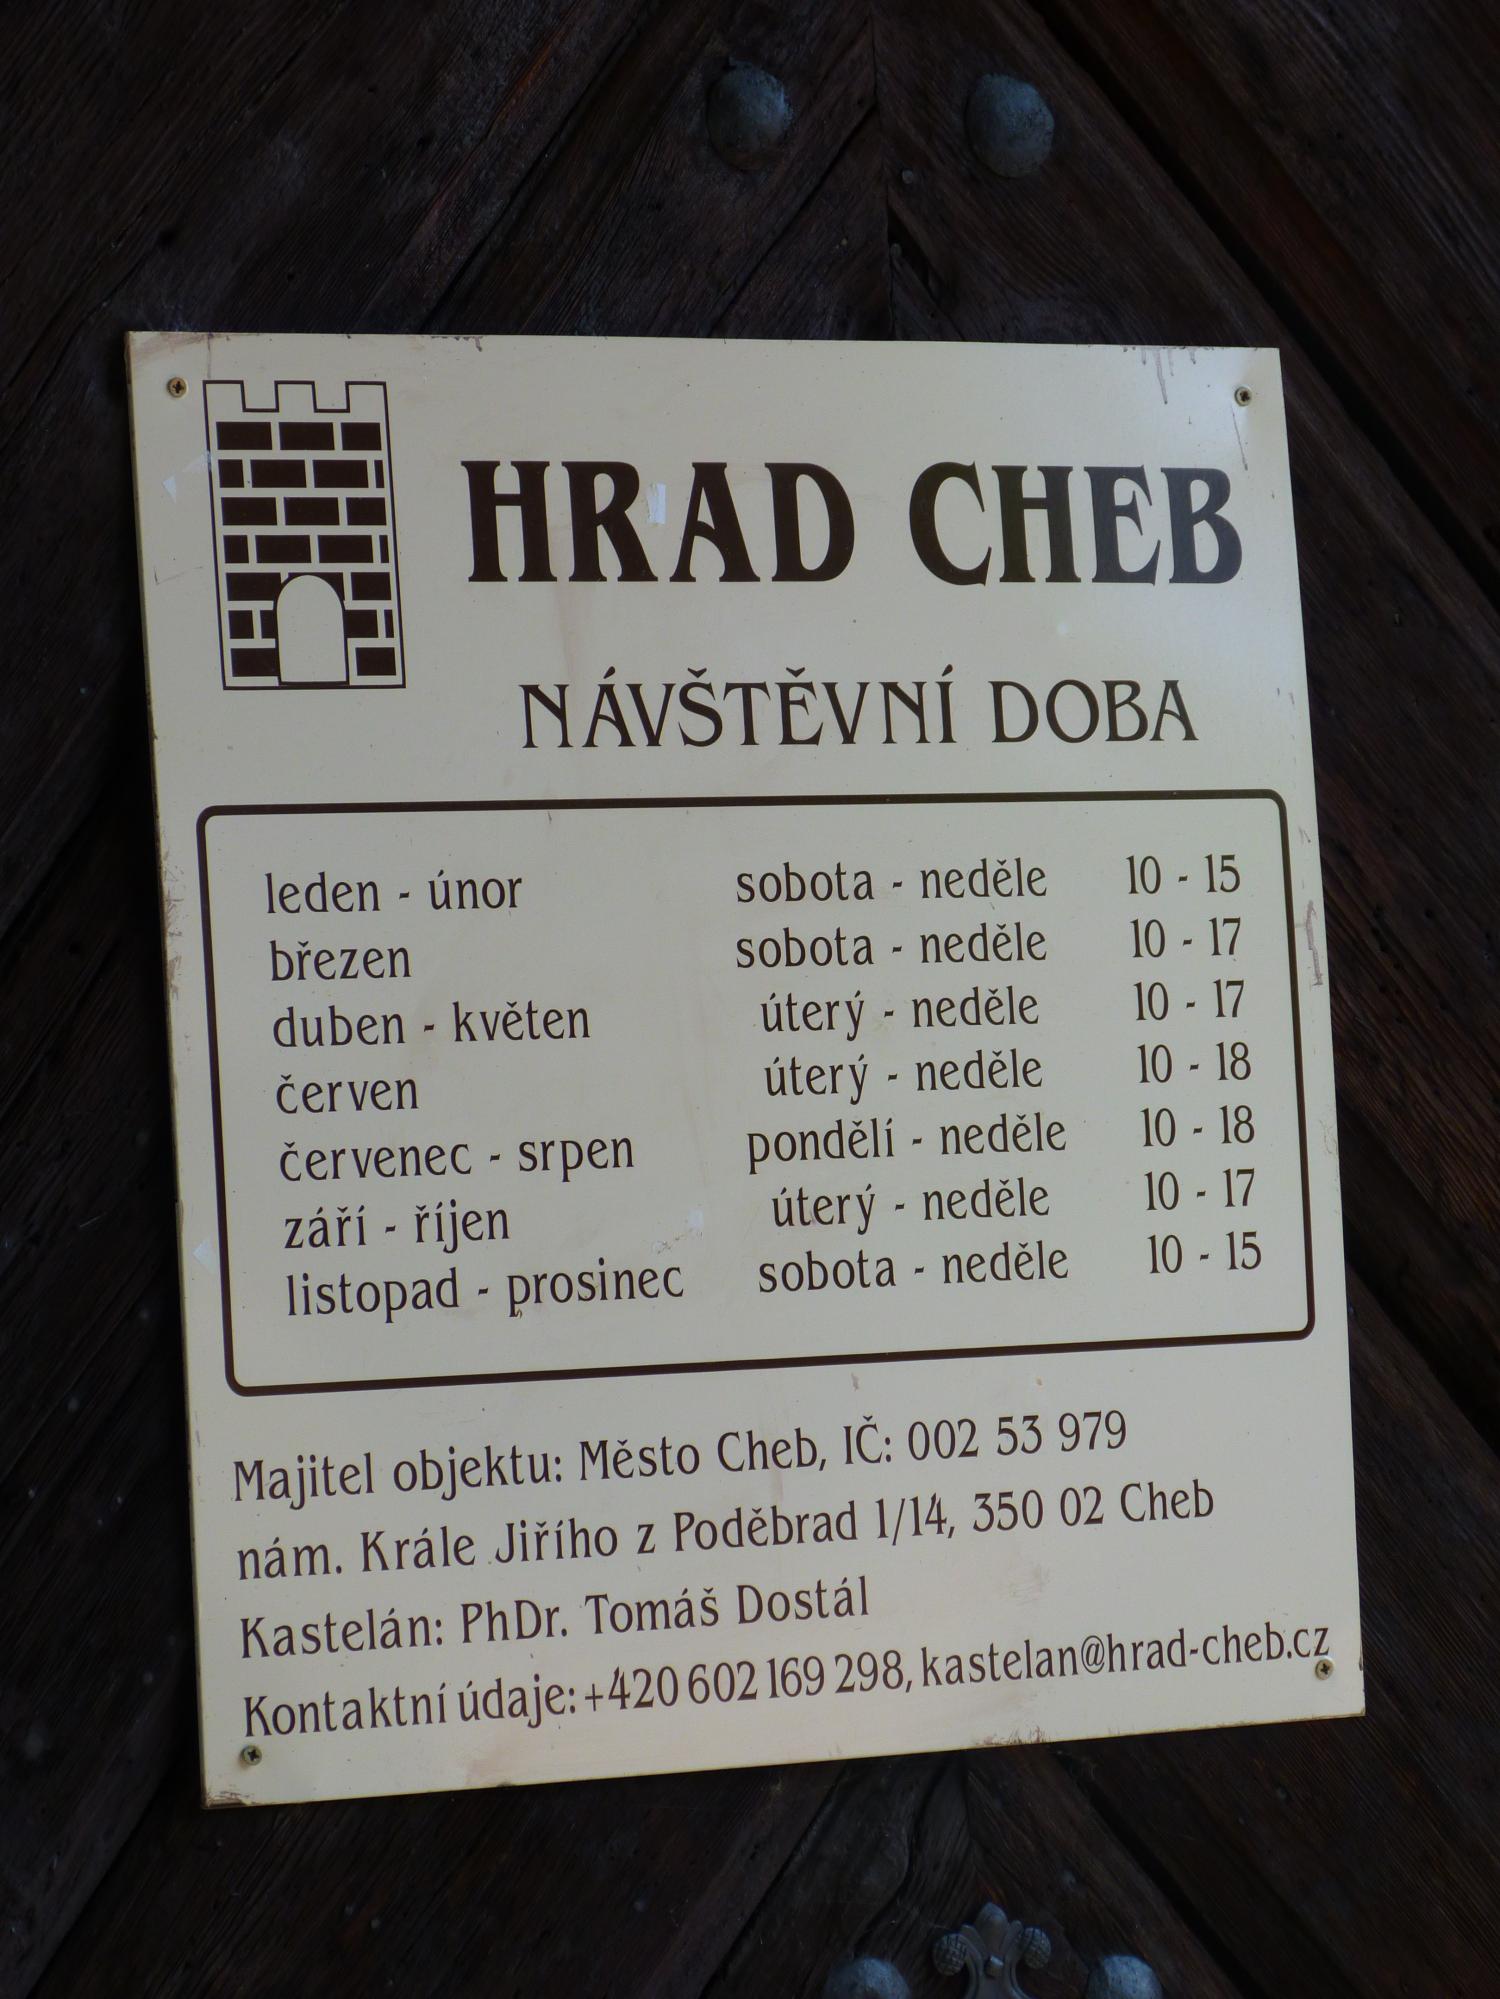 HRAD CHEB
NÁVŠTĚVNÍ DOBA
leden - únor sobota - neděle 10 - 15
březen sobota - neděle 10 - 17
duben - květen úterý - neděle 10 - 17
červen úterý - neděle 10 - 18
červenec - srpen pondělí - neděle 10 - 18
září - říjen úterý - neděle 10 - 17
listopad - prosinec sobota - neděle 10 - 15
Majitel objektu: Město Cheb, IČ: 002 53 979
nám. Krále Jiřího z Poděbrad 1/14, 350 02 Cheb
Kastelán: PhDr. Tomáš Dostál
Kontaktní údaje: +420 602 169 298, kastelan@hrad-cheb.cz